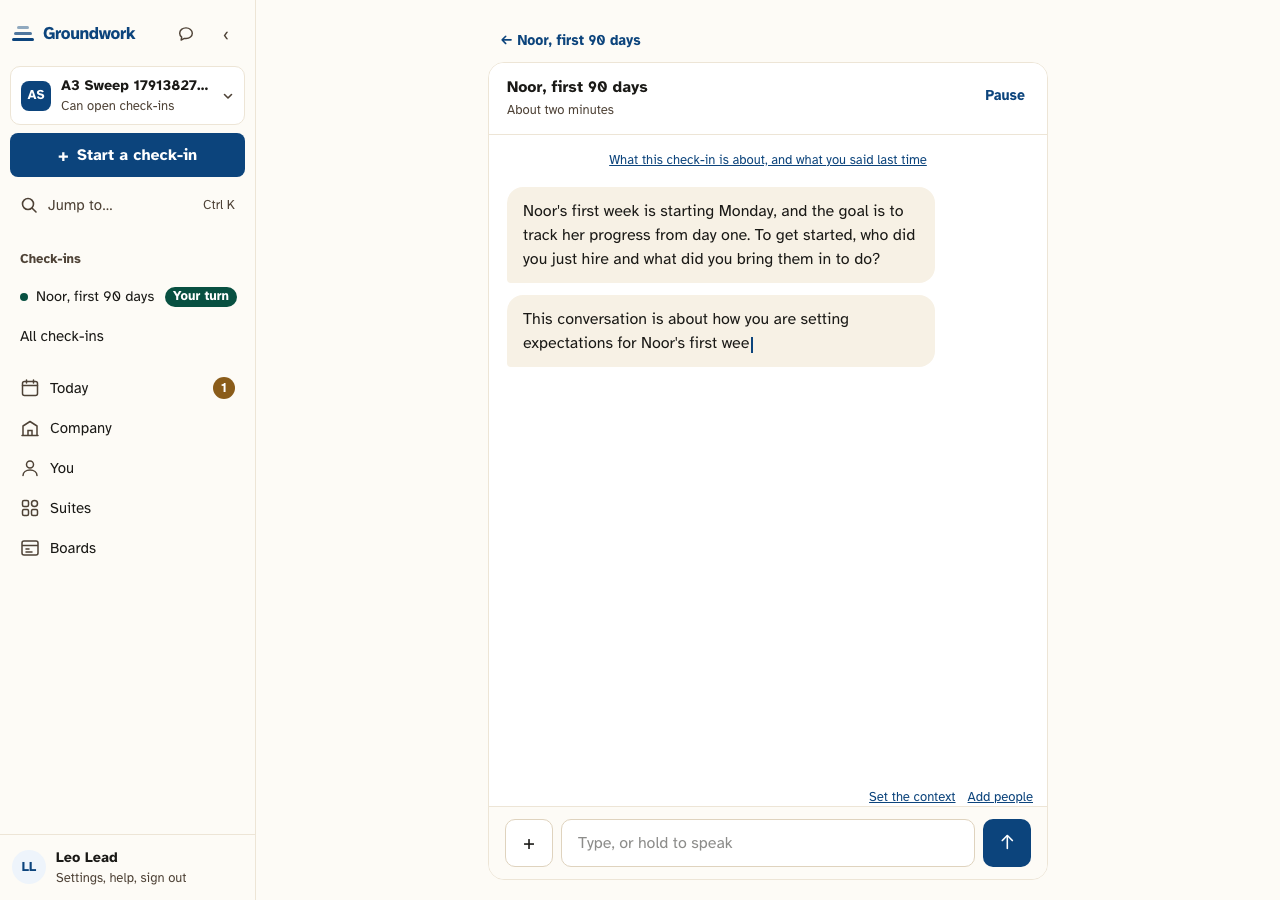 Groundwork
AS
A3 Sweep 17913827...
Can open check-ins
+ Start a check-in
Jump to...
Ctrl K
Check-ins
Noor, first 90 days
Your turn
All check-ins
Today
1
Company
You
Suites
Boards
LL
Leo Lead
Settings, help, sign out
← Noor, first 90 days
Noor, first 90 days
About two minutes
Pause
What this check-in is about, and what you said last time
Noor's first week is starting Monday, and the goal is to
track her progress from day one. To get started, who did
you just hire and what did you bring them in to do?
This conversation is about how you are setting
expectations for Noor's first wee
Set the context
Add people
+
Type, or hold to speak